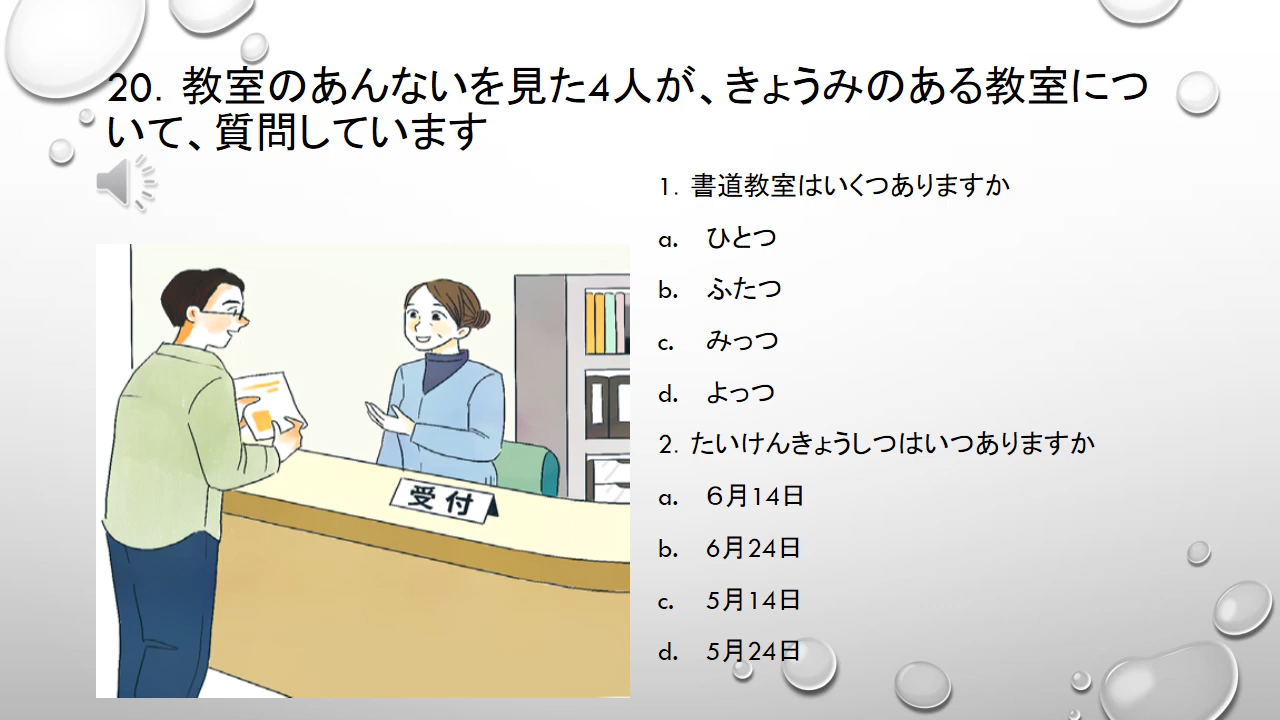 20. 教室のあんないを見た4人が、きょうみのある教室につ
いて、質問しています
1. 書道教室はいくつありますか
a. ひとつ
b. ふたつ
c. みっつ
d. よっつ
2. たいけんきょうしつはいつありますか
a. 6月14日
b. 6月24日
c. 5月14日
d. 5月24日
受付